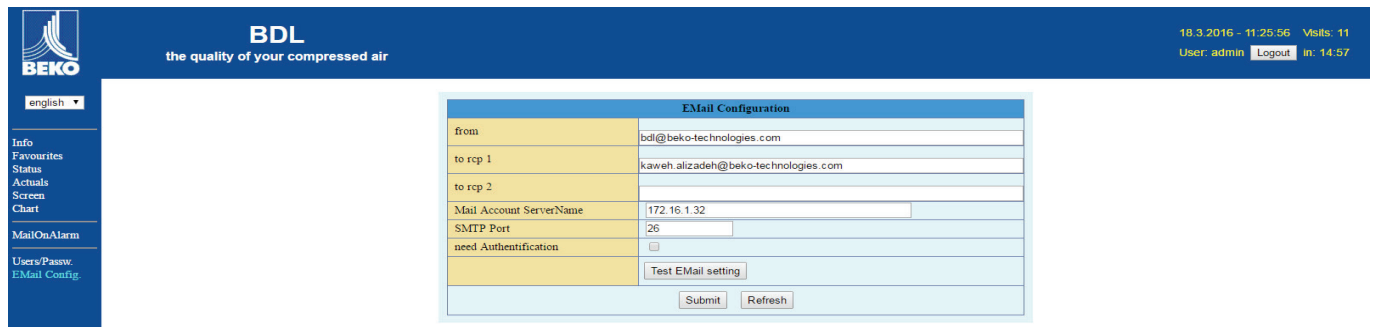 BEKO
BDL
the quality of your compressed air
18.3.2016 - 11:25:56 Visits: 11
User: admin Logout in: 14:57
english
Info
Favourites
Status
Actuals
Screen
Chart
MailOnAlarm
Users/Passw.
EMail Config.
EMail Configuration
from bdl@beko-technologies.com
to rcp 1 kaweh.alizadeh@beko-technologies.com
to rcp 2
Mail Account ServerName 172.16.1.32
SMTP Port 26
need Authentification
Test EMail setting
Submit Refresh